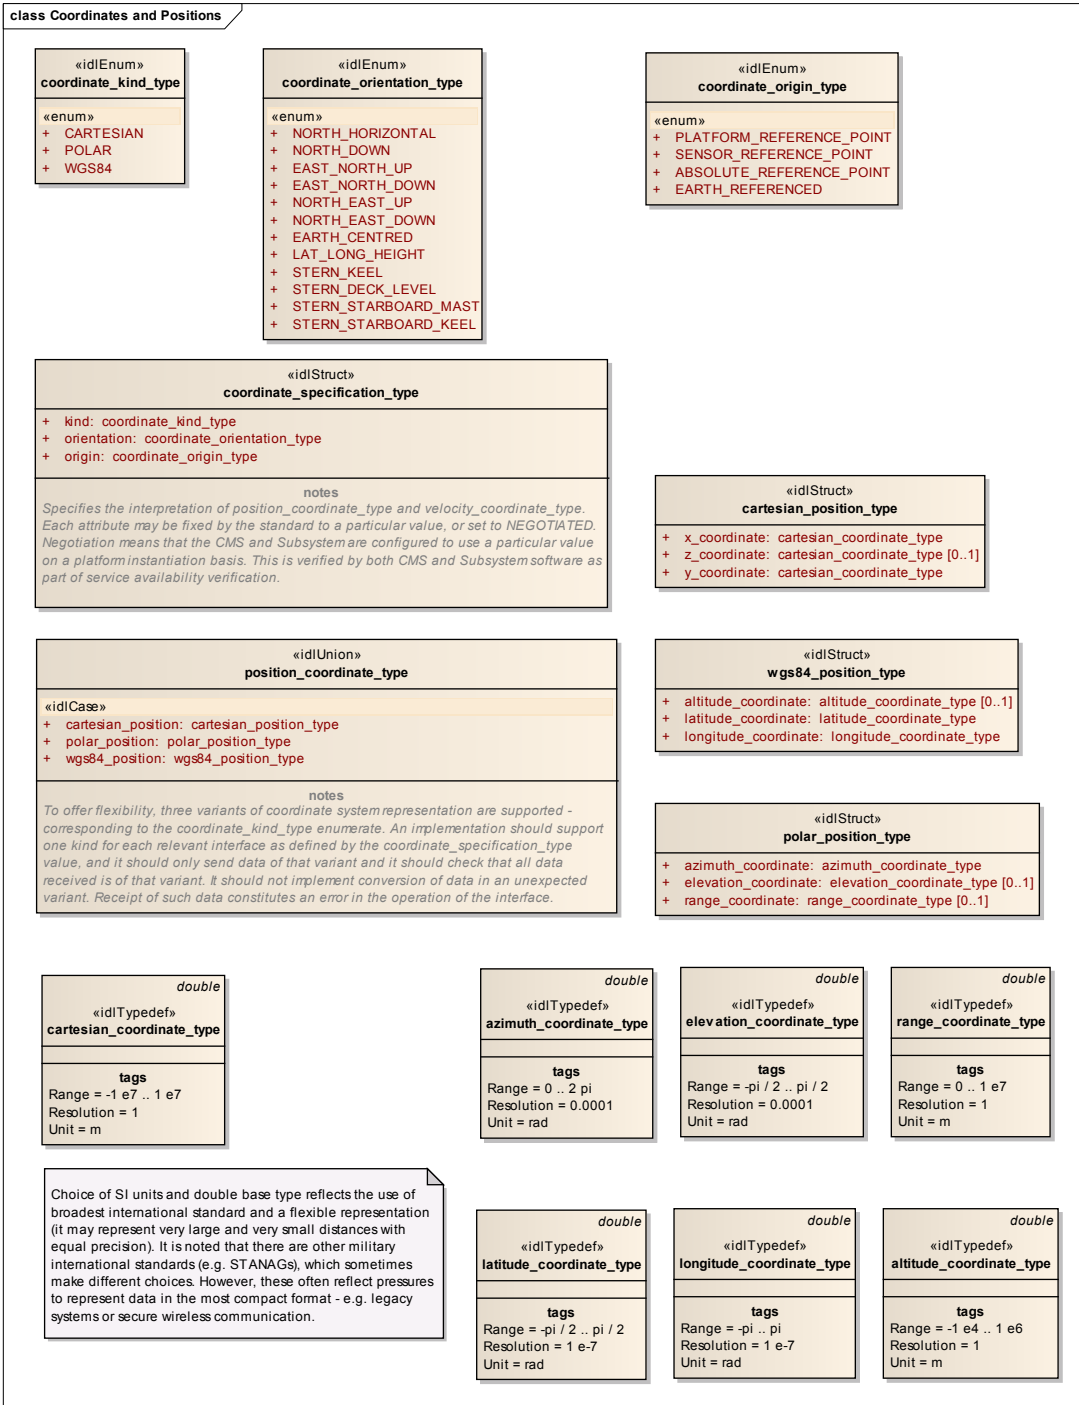 class Coordinates and Positions
«idlEnum»
coordinate_kind_type
«enum»
+ CARTESIAN
+ POLAR
+ WGS84
«idlEnum»
coordinate_orientation_type
«enum»
+ NORTH_HORIZONTAL
+ NORTH_DOWN
+ EAST_NORTH_UP
+ EAST_NORTH_DOWN
+ NORTH_EAST_UP
+ NORTH_EAST_DOWN
+ EARTH_CENTRED
+ LAT_LONG_HEIGHT
+ STERN_KEEL
+ STERN_DECK_LEVEL
+ STERN_STARBOARD_MAST
+ STERN_STARBOARD_KEEL
«idlEnum»
coordinate_origin_type
«enum»
+ PLATFORM_REFERENCE_POINT
+ SENSOR_REFERENCE_POINT
+ ABSOLUTE_REFERENCE_POINT
+ EARTH_REFERENCED
«idlStruct»
coordinate_specification_type
+ kind: coordinate_kind_type
+ orientation: coordinate_orientation_type
+ origin: coordinate_origin_type
notes
Specifies the interpretation of position_coordinate_type and velocity_coordinate_type.
Each attribute may be fixed by the standard to a particular value, or set to NEGOTIATED.
Negotiation means that the CMS and Subsystem are configured to use a particular value
on a platform instantiation basis. This is verified by both CMS and Subsystem software as
part of service availability verification.
«idlStruct»
cartesian_position_type
+ x_coordinate: cartesian_coordinate_type
+ z_coordinate: cartesian_coordinate_type [0..1]
+ y_coordinate: cartesian_coordinate_type
«idlUnion»
position_coordinate_type
«idlCase»
+ cartesian_position: cartesian_position_type
+ polar_position: polar_position_type
+ wgs84_position: wgs84_position_type
notes
To offer flexibility, three variants of coordinate system representation are supported -
corresponding to the coordinate_kind_type enumerate. An implementation should support
one kind for each relevant interface as defined by the coordinate_specification_type
value, and it should only send data of that variant and it should check that all data
received is of that variant. It should not implement conversion of data in an unexpected
variant. Receipt of such data constitutes an error in the operation of the interface.
«idlStruct»
wgs84_position_type
+ altitude_coordinate: altitude_coordinate_type [0..1]
+ latitude_coordinate: latitude_coordinate_type
+ longitude_coordinate: longitude_coordinate_type
«idlStruct»
polar_position_type
+ azimuth_coordinate: azimuth_coordinate_type
+ elevation_coordinate: elevation_coordinate_type [0..1]
+ range_coordinate: range_coordinate_type [0..1]
double
«idlTypedef»
cartesian_coordinate_type
tags
Range = -1 e7 .. 1 e7
Resolution = 1
Unit = m
double
«idlTypedef»
azimuth_coordinate_type
tags
Range = 0 .. 2 pi
Resolution = 0.0001
Unit = rad
double
«idlTypedef»
elevation_coordinate_type
tags
Range = -pi / 2 .. pi / 2
Resolution = 0.0001
Unit = rad
double
«idlTypedef»
range_coordinate_type
tags
Range = 0 .. 1 e7
Resolution = 1
Unit = m
Choice of SI units and double base type reflects the use of
broadest international standard and a flexible representation
(it may represent very large and very small distances with
equal precision). It is noted that there are other military
international standards (e.g. STANAGs), which sometimes
make different choices. However, these often reflect pressures
to represent data in the most compact format - e.g. legacy
systems or secure wireless communication.
double
«idlTypedef»
latitude_coordinate_type
tags
Range = -pi / 2 .. pi / 2
Resolution = 1 e-7
Unit = rad
double
«idlTypedef»
longitude_coordinate_type
tags
Range = -pi .. pi
Resolution = 1 e-7
Unit = rad
double
«idlTypedef»
altitude_coordinate_type
tags
Range = -1 e4 .. 1 e6
Resolution = 1
Unit = m